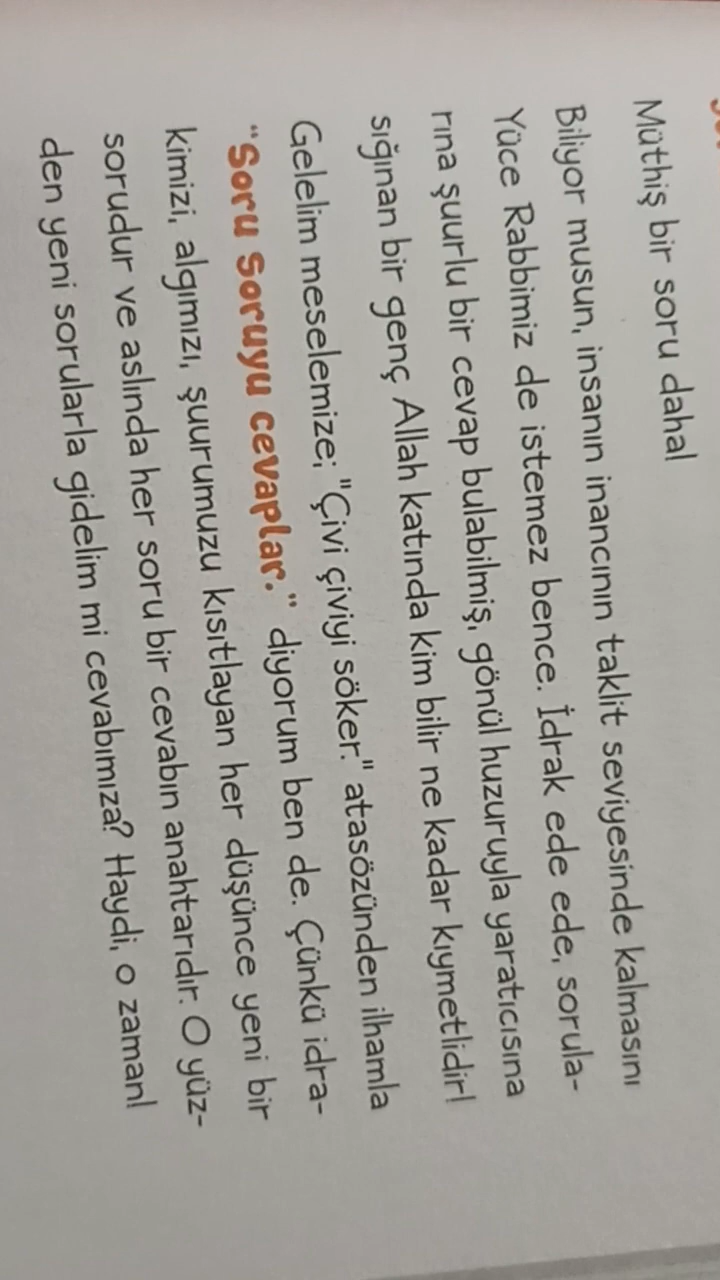 Müthiş bir soru daha!
Biliyor musun, insanın inancının taklit seviyesinde kalmasını
Yüce Rabbimiz de istemez bence. İdrak ede ede, sorula-
rına şuurlu bir cevap bulabilmiş, gönül huzuruyla yaratıcısına
sığınan bir genç Allah katında kim bilir ne kadar kıymetlidir!
Gelelim meselemize; "Çivi çiviyi söker." atasözünden ilhamla
"Soru soruyu cevaplar." diyorum ben de. Çünkü idra-
kimizi, algımızı, şuurumuzu kısıtlayan her düşünce yeni bir
sorudur ve aslında her soru bir cevabın anahtarıdır. O yüz-
den yeni sorularla gidelim mi cevabımıza? Haydi, o zaman!